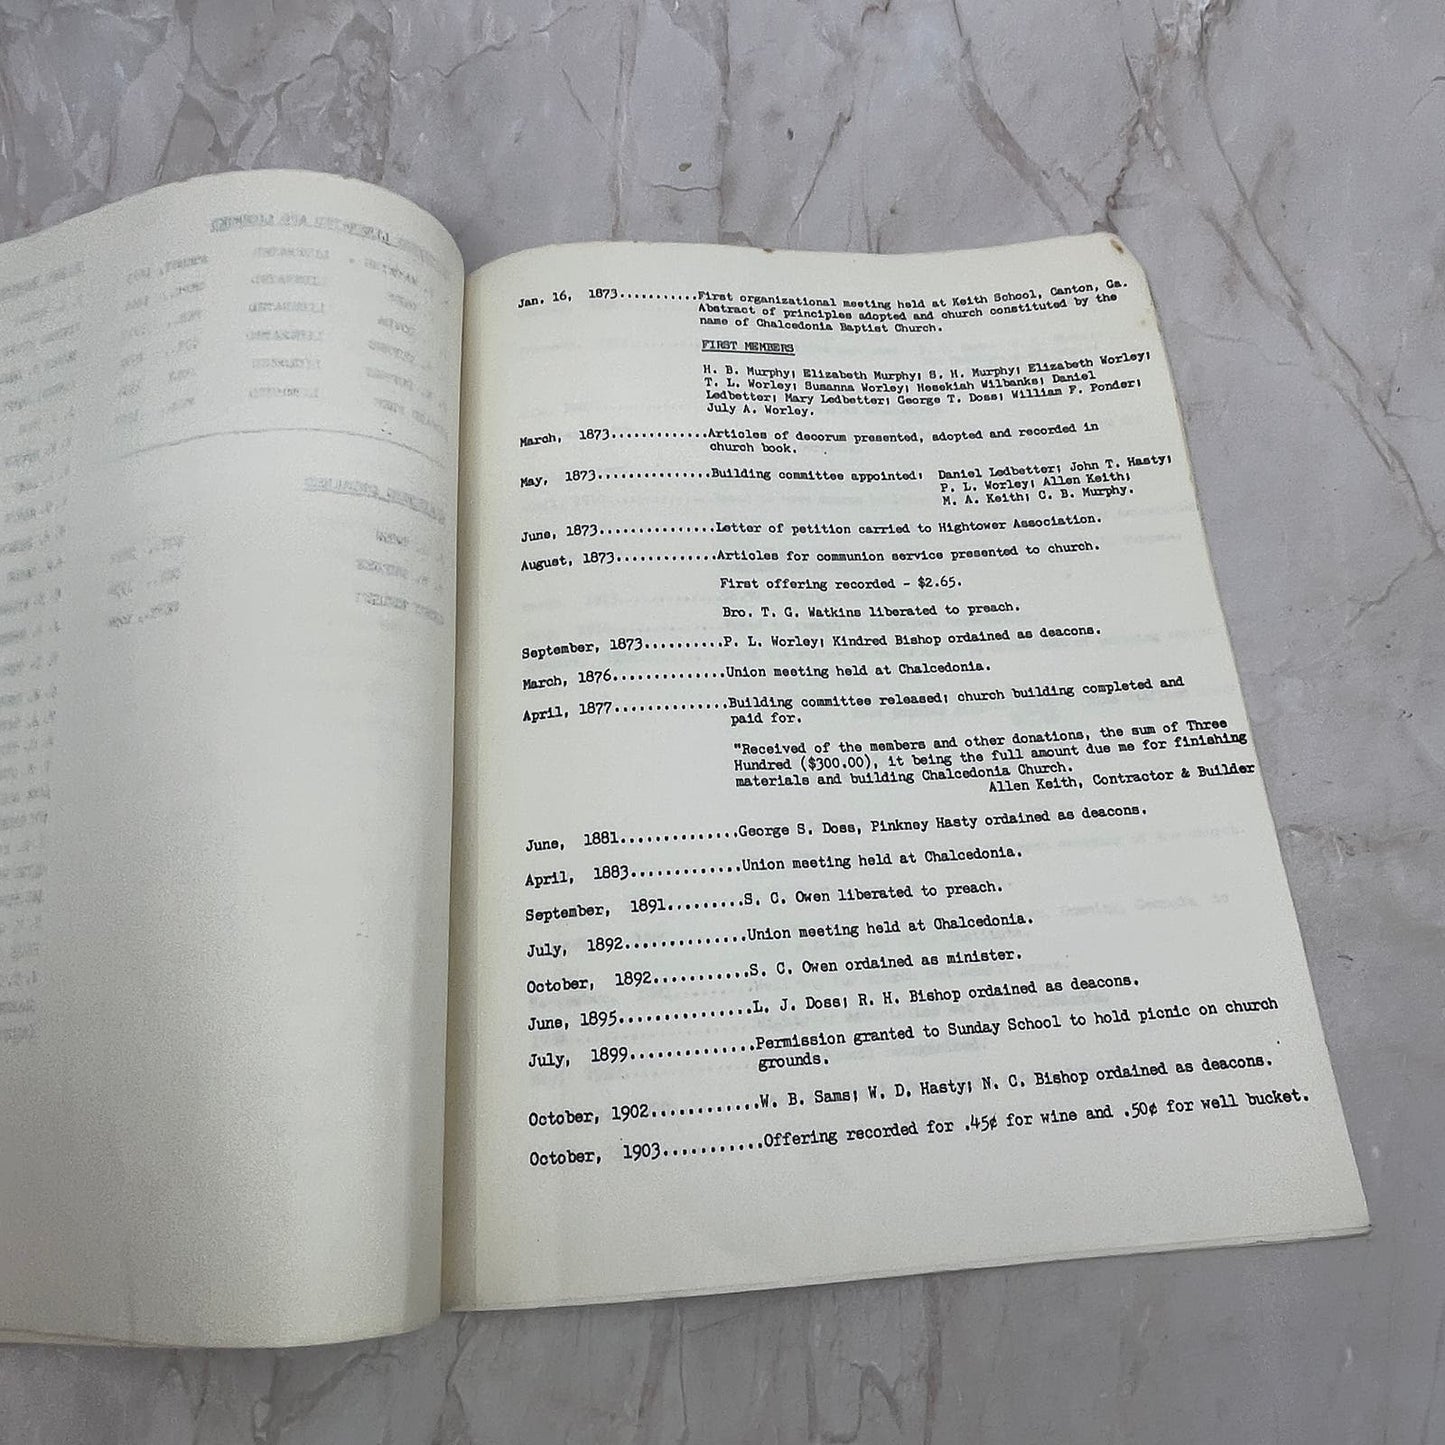 Jan. 16, 1873...........First organizational meeting held at Keith School, Canton, Ga.
Abstract of principles adopted and church constituted by the
name of Chalcedonia Baptist Church.
FIRST MEMBERS
H. B. Murphy; Elizabeth Murphy; S. H. Murphy; Elizabeth Worley;
T. L. Worley; Susanna Worley; Hesekiah Wilbanks; Daniel
Ledbetter; Mary Ledbetter; George T. Doss; William F. Ponder;
July A. Worley.
March, 1873.............Articles of decorum presented, adopted and recorded in
church book.
May, 1873...............Building committee appointed: Daniel Ledbetter; John T. Hasty;
P. L. Worley; Allen Keith;
M. A. Keith; C. B. Murphy.
June, 1873...............Letter of petition carried to Hightower Association.
August, 1873.............Articles for communion service presented to church.
First offering recorded - $2.65.
Bro. T. G. Watkins liberated to preach.
September, 1873..........P. L. Worley; Kindred Bishop ordained as deacons.
March, 1876..............Union meeting held at Chalcedonia.
April, 1877..............Building committee released; church building completed and
paid for.
"Received of the members and other donations, the sum of Three
Hundred ($300.00), it being the full amount due me for finishing
materials and building Chalcedonia Church.
Allen Keith, Contractor & Builder
June, 1881...............George S. Doss, Pinkney Hasty ordained as deacons.
April, 1883..............Union meeting held at Chalcedonia.
September, 1891.........S. C. Owen liberated to preach.
July, 1892...............Union meeting held at Chalcedonia.
October, 1892............S. C. Owen ordained as minister.
June, 1895................L. J. Doss; R. H. Bishop ordained as deacons.
July, 1899...............Permission granted to Sunday School to hold picnic on church
grounds.
October, 1902.............W. B. Sams; W. D. Hasty; N. C. Bishop ordained as deacons.
October, 1903............Offering recorded for .45¢ for wine and .50¢ for well bucket.